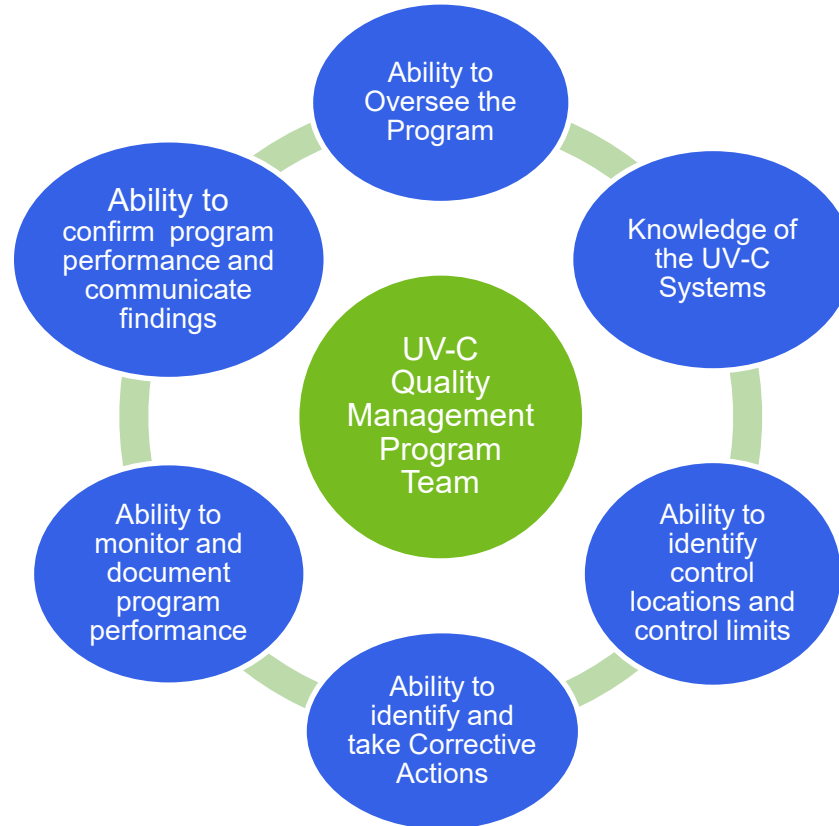 Ability to
Oversee the
Program
Knowledge of
the UV-C
Systems
Ability to
identify
control
locations and
control limits
Ability to
identify and
take Corrective
Actions
Ability to
monitor and
document
program
performance
Ability to
confirm program
performance and
communicate
findings
UV-C
Quality
Management
Program
Team